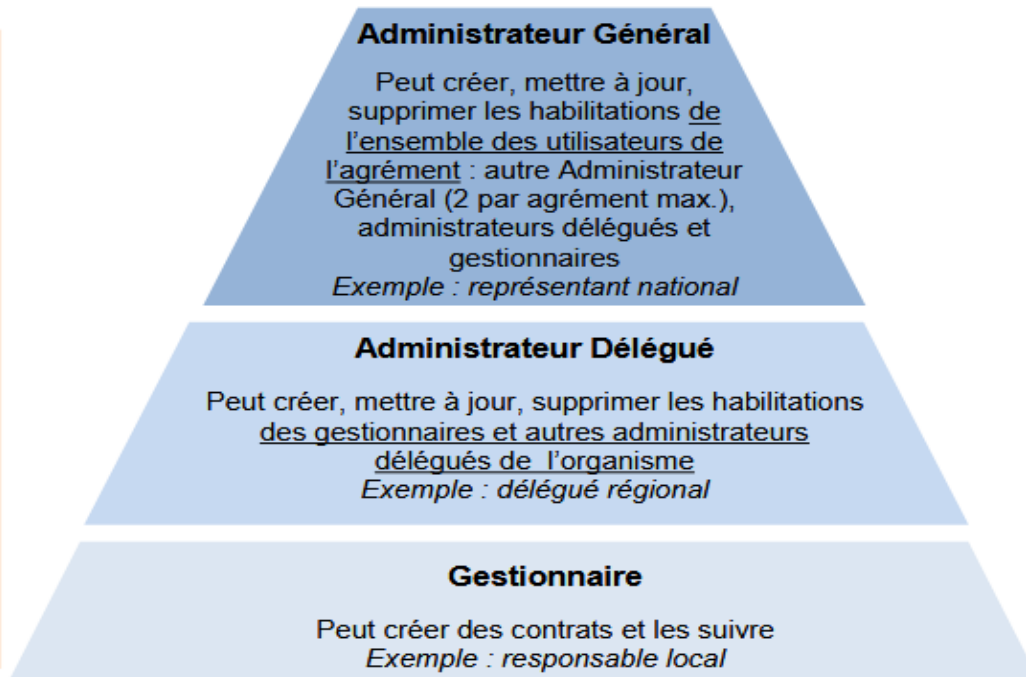 Administrateur Général
Peut créer, mettre à jour,
supprimer les habilitations de
l'ensemble des utilisateurs de
l'agrément : autre Administrateur
Général (2 par agrément max.),
administrateurs délégués et
gestionnaires
Exemple : représentant national
Administrateur Délégué
Peut créer, mettre à jour, supprimer les habilitations
des gestionnaires et autres administrateurs
délégués de l'organisme
Exemple : délégué régional
Gestionnaire
Peut créer des contrats et les suivre
Exemple : responsable local